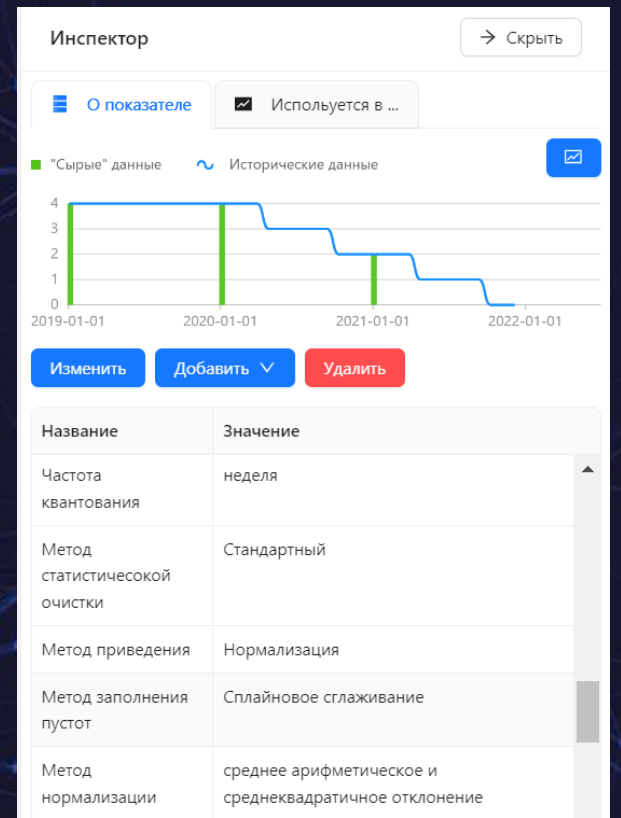 Инспектор
Скрыть
О показателе
Испольуется в ...
"Сырые" данные
Исторические данные
4
3
2
1
0
2019-01-01 2020-01-01 2021-01-01 2022-01-01
Изменить Добавить Удалить
Название Значение
Частота неделя
квантования
Метод Стандартный
статистичесокой
очистки
Метод приведения Нормализация
Метод заполнения Сплайновое сглаживание
пустот
Метод среднее арифметическое и
нормализации среднеквадратичное отклонение